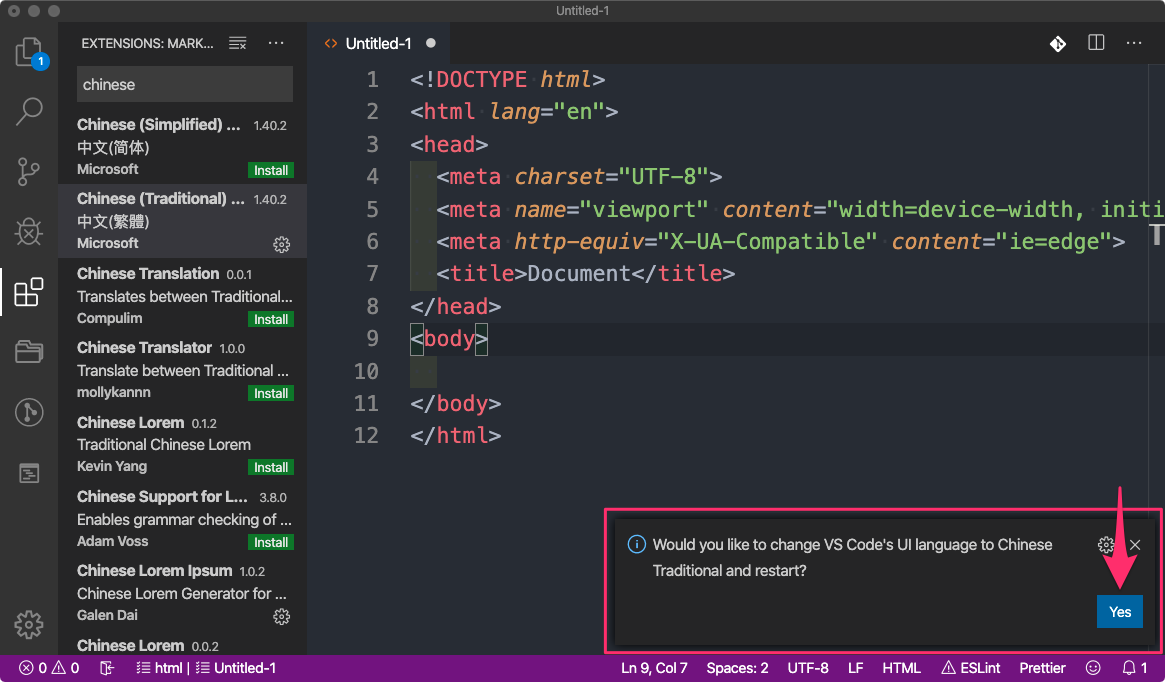 Untitled-1
EXTENSIONS: MARK...
Untitled-1
1
chinese
Chinese (Simplified) ... 1.40.2
中文(简体)
Microsoft Install
Chinese (Traditional) ... 1.40.2
中文(繁體)
Microsoft
Chinese Translation 0.0.1
Translates between Traditional...
Compulim Install
Chinese Translator 1.0.0
Translate between Traditional ...
mollykannn Install
Chinese Lorem 0.1.2
Traditional Chinese Lorem
Kevin Yang Install
Chinese Support for L... 3.8.0
Enables grammar checking of ...
Adam Voss Install
Chinese Lorem Ipsum 1.0.2
Chinese Lorem Generator for ...
Galen Dai
Chinese Lorem 0.0.2
1 <!DOCTYPE html>
2 <html lang="en">
3 <head>
4 <meta charset="UTF-8">
5 <meta name="viewport" content="width=device-width, initi
6 <meta http-equiv="X-UA-Compatible" content="ie=edge">
7 <title>Document</title>
8 </head>
9 <body>
10
11 </body>
12 </html>
Would you like to change VS Code's UI language to Chinese
Traditional and restart?
Yes
0 0 html | Untitled-1 Ln 9, Col 7 Spaces: 2 UTF-8 LF HTML ESLint Prettier 1